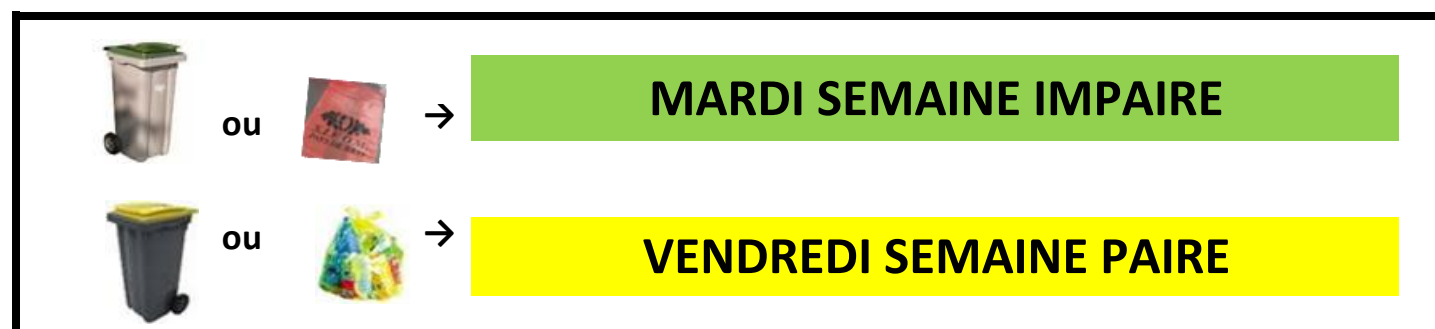 ou → MARDI SEMAINE IMPAIRE
ou → VENDREDI SEMAINE PAIRE